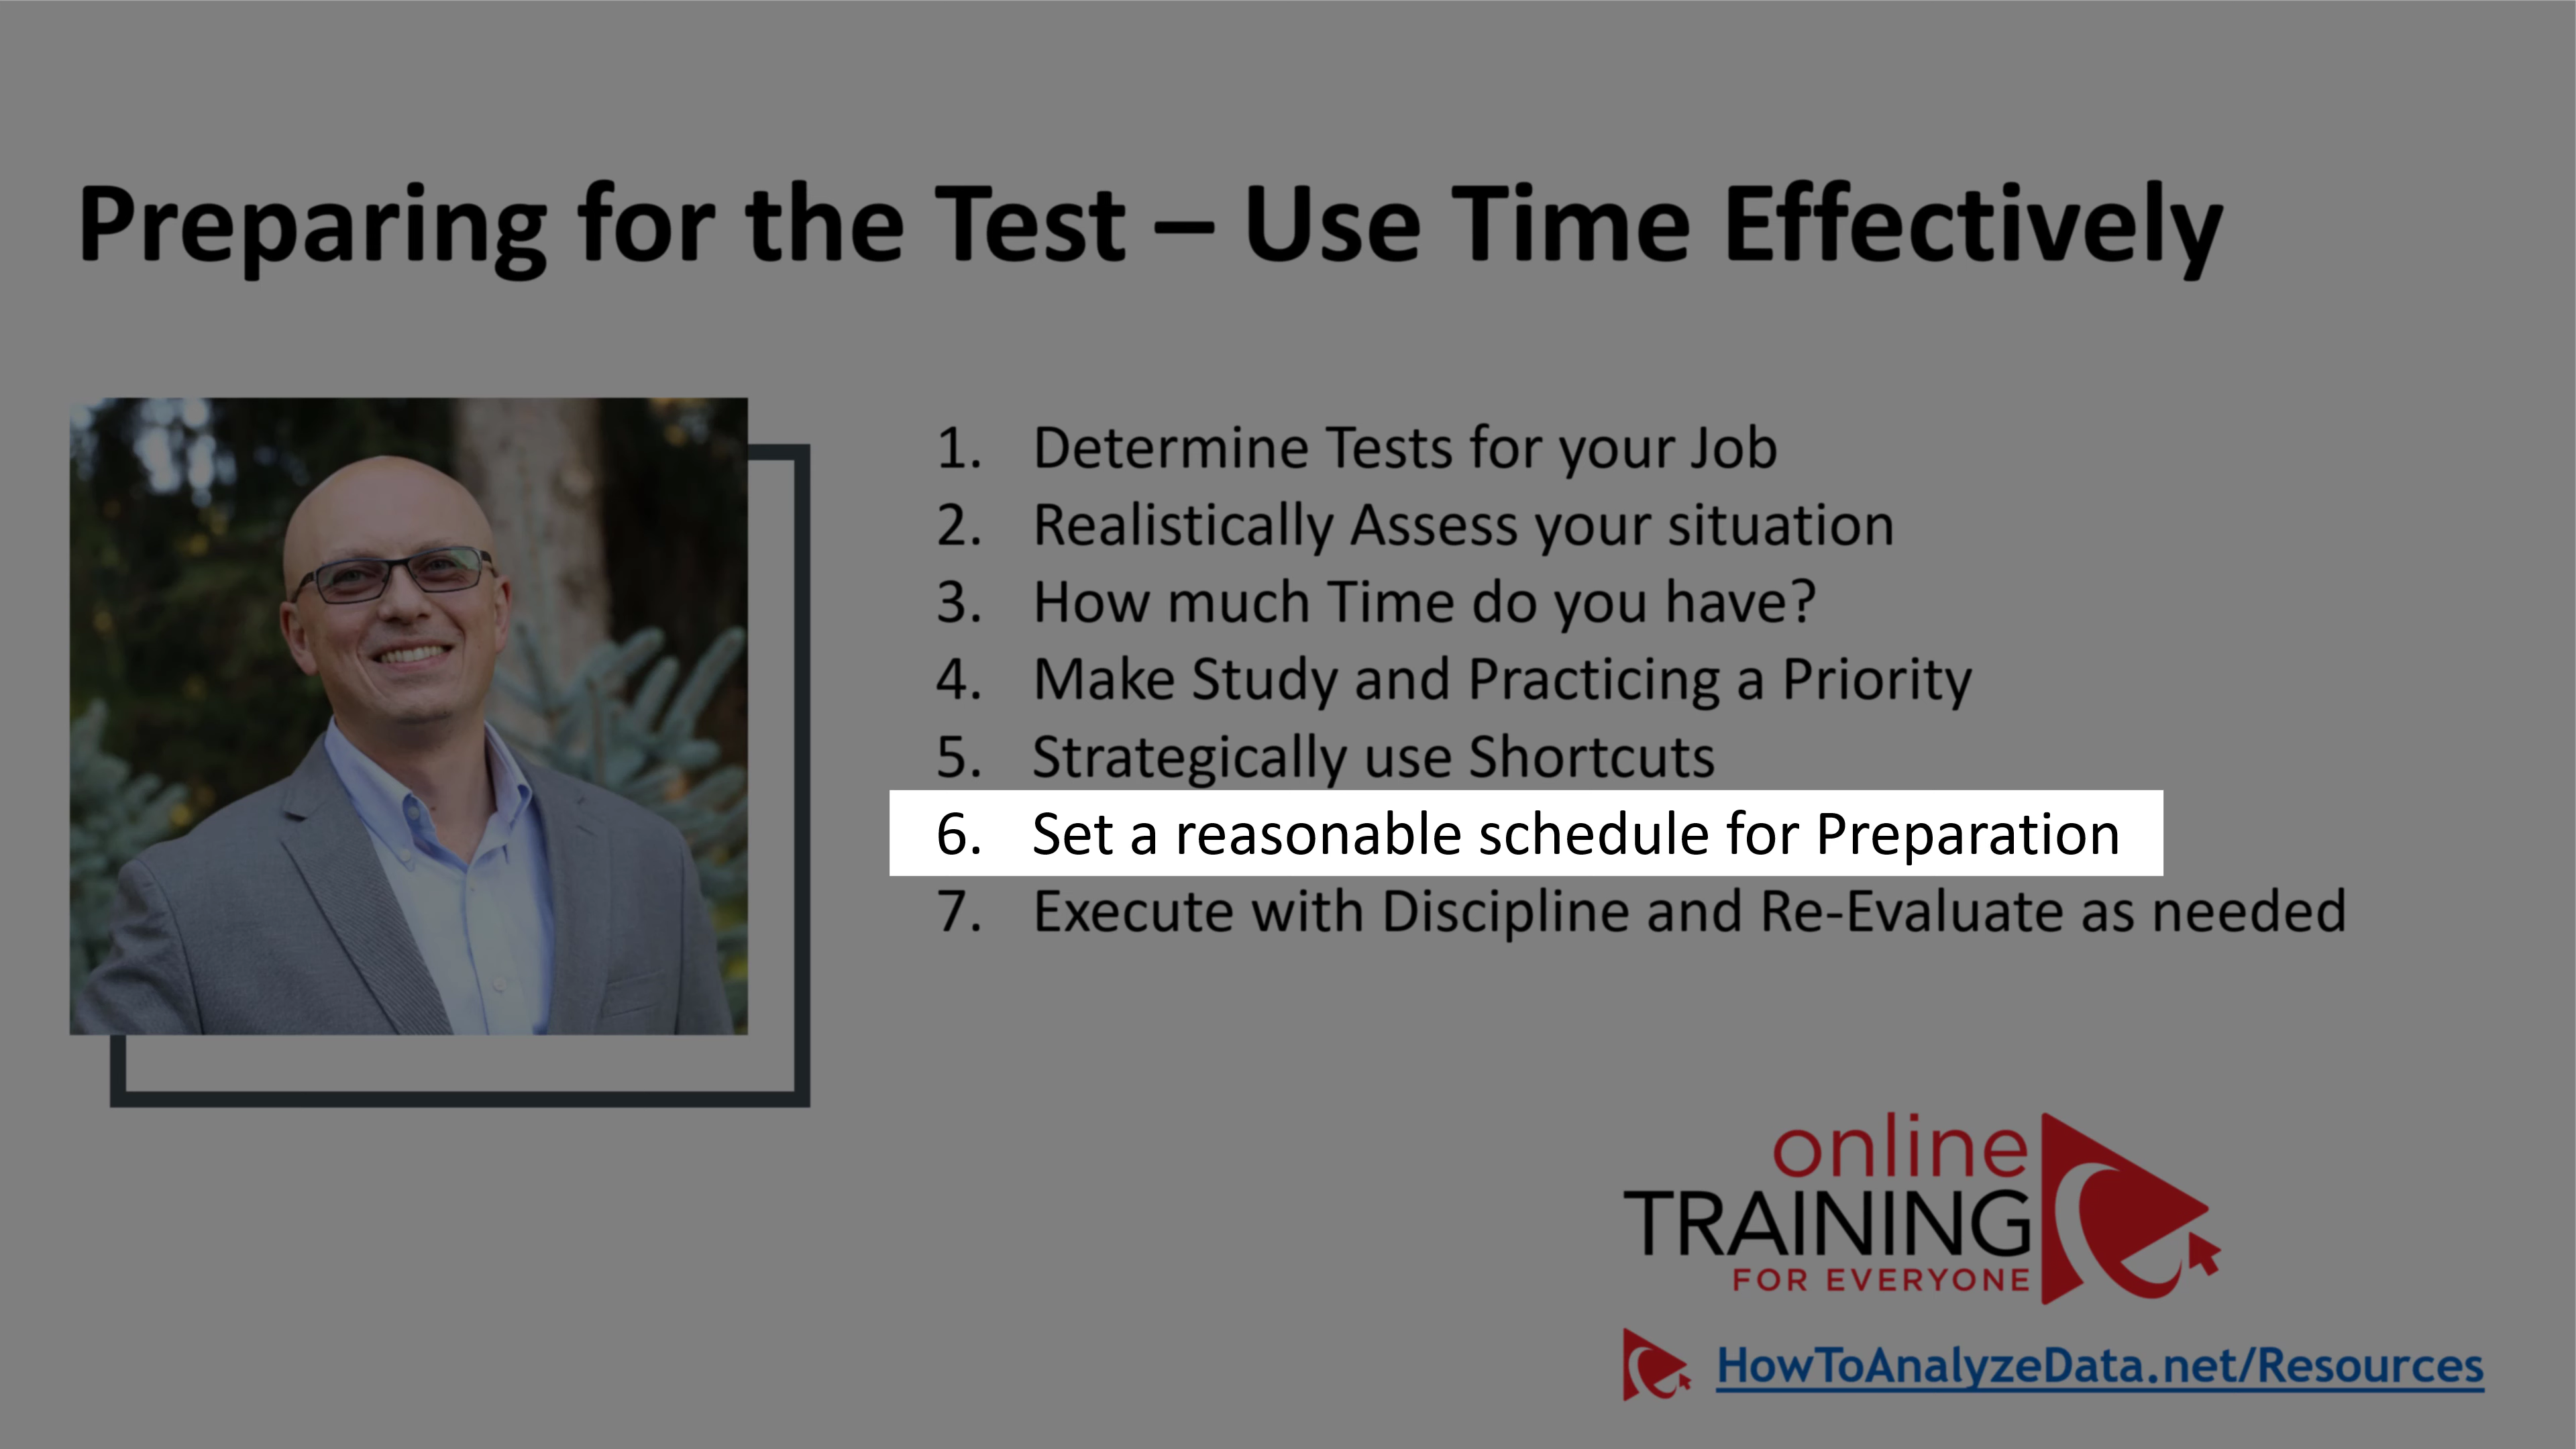 Preparing for the Test – Use Time Effectively
1. Determine Tests for your Job
2. Realistically Assess your situation
3. How much Time do you have?
4. Make Study and Practicing a Priority
5. Strategically use Shortcuts
6. Set a reasonable schedule for Preparation
7. Execute with Discipline and Re-Evaluate as needed
online
TRAINING
FOR EVERYONE
HowToAnalyzeData.net/Resources